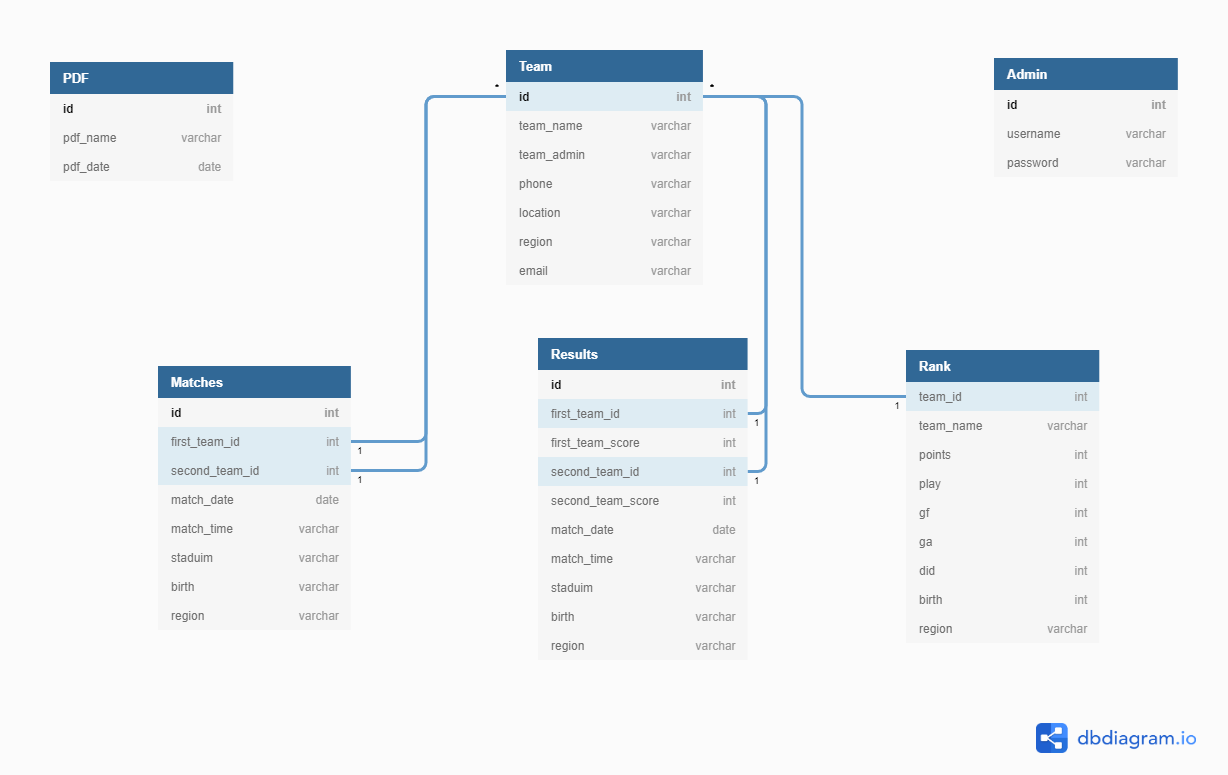 PDF
id int
pdf_name varchar
pdf_date date
Team
* *
id int
team_name varchar
team_admin varchar
phone varchar
location varchar
region varchar
email varchar
Admin
id int
username varchar
password varchar
Matches
id int
first_team_id int
1
second_team_id int
1
match_date date
match_time varchar
staduim varchar
birth varchar
region varchar
Results
id int
first_team_id int
1
first_team_score int
second_team_id int
1
second_team_score int
match_date date
match_time varchar
staduim varchar
birth varchar
region varchar
Rank
team_id int
1
team_name varchar
points int
play int
gf int
ga int
did int
birth int
region varchar
dbdiagram.io